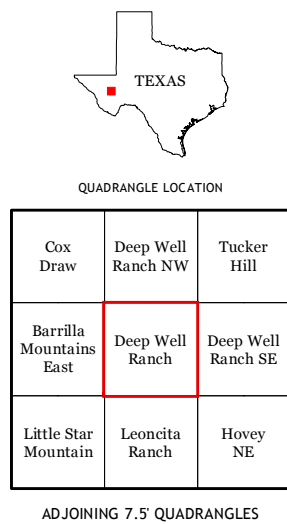 TEXAS
QUADRANGLE LOCATION
Cox
Draw
Deep Well
Ranch NW
Tucker
Hill
Barrilla
Mountains
East
Deep Well
Ranch
Deep Well
Ranch SE
Little Star
Mountain
Leoncita
Ranch
Hovey
NE
ADJOINING 7.5' QUADRANGLES